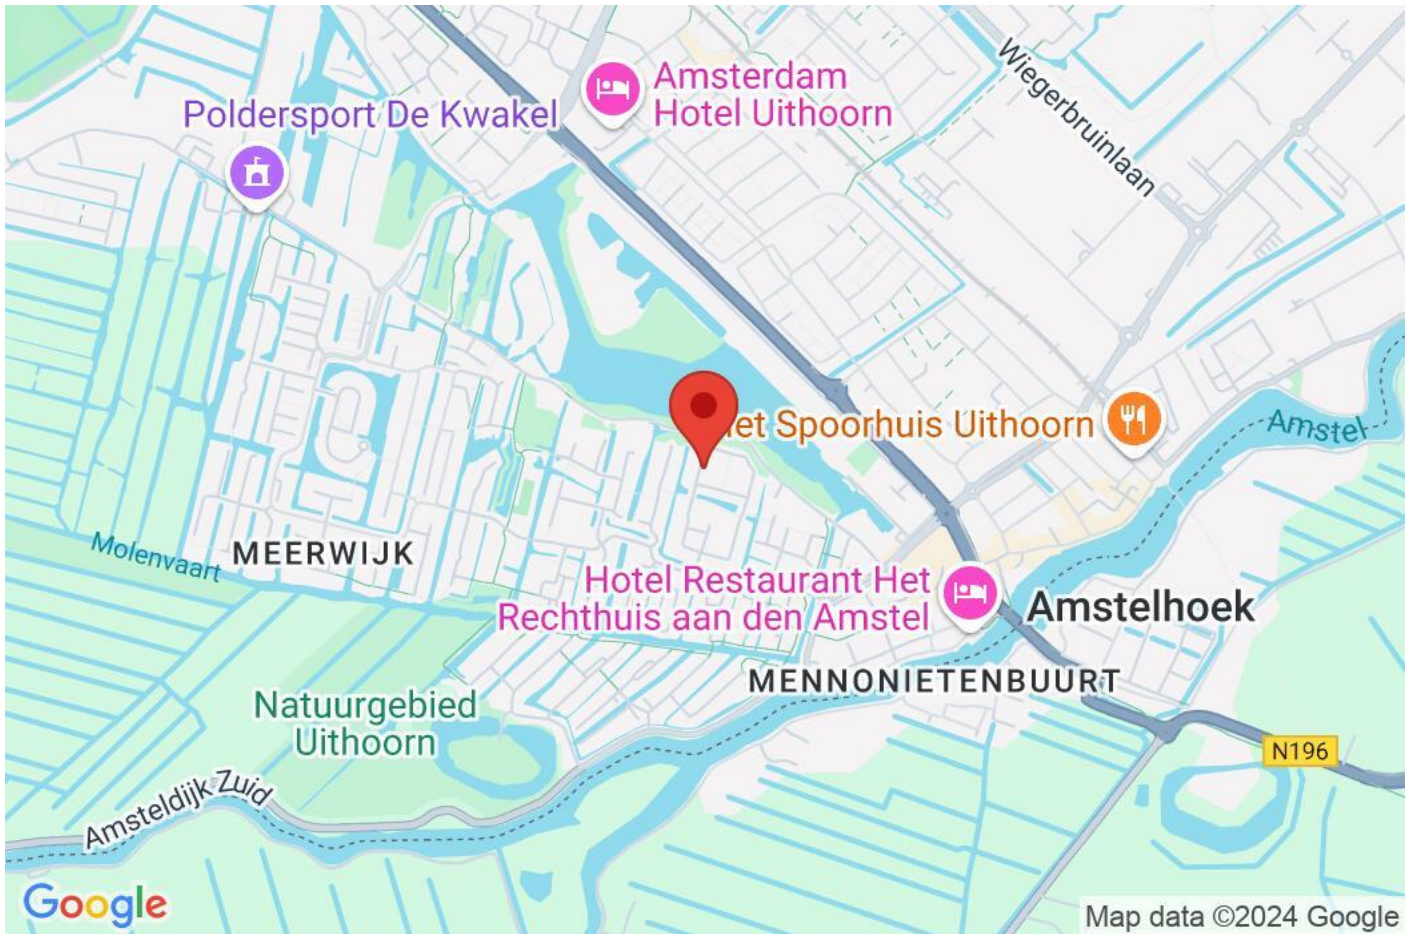 Wiegerbruinlaan
Amsterdam
Hotel Uithoorn
Poldersport De Kwakel
et Spoorhuis Uithoorn
Amstel
Molenvaart
MEERWIJK
Hotel Restaurant Het
Rechthuis aan den Amstel
Amstelhoek
MENNONIETENBUURT
Natuurgebied
Uithoorn
N196
Amsteldijk Zuid
Google
Map data ©2024 Google